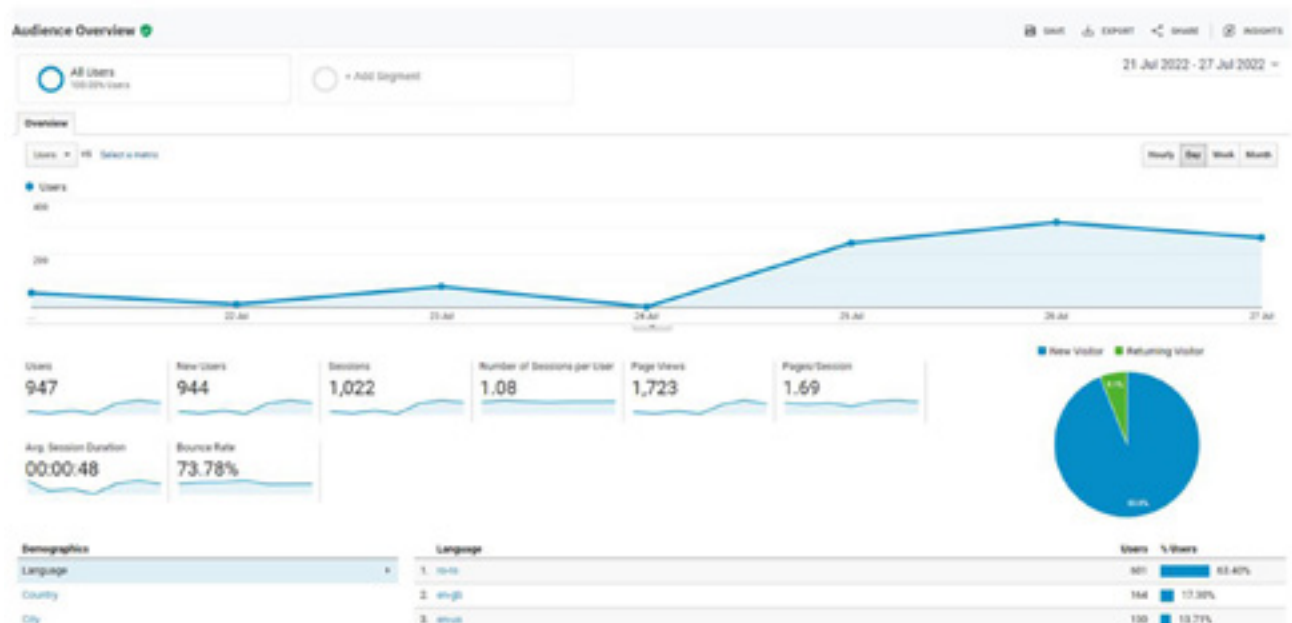 Audience Overview
SAVE EXPORT SHARE INSIGHTS
All Users
100.00% Users
+ Add Segment
21 Jul 2022 - 27 Jul 2022
Overview
Users VS Select a metric
Hourly Day Week Month
Users
400
200
...
22 Jul
23 Jul
24 Jul
25 Jul
26 Jul
27 Jul
New Visitor Returning Visitor
Users
947
New Users
944
Sessions
1,022
Number of Sessions per User
1.08
Page Views
1,723
Pages/Session
1.69
Avg. Session Duration
00:00:48
Bounce Rate
73.78%
Demographics
Language
Country
City
Language Users % Users
1. 601 63.40%
2. en-gb 164 17.30%
3. en-us 130 13.71%